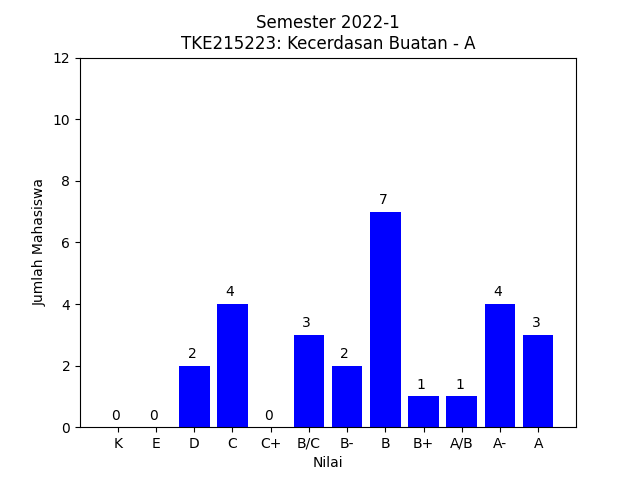 Semester 2022-1
TKE215223: Kecerdasan Buatan - A
12
10
8
6
4
2
0
Jumlah Mahasiswa
0 0 2 4 0 3 2 7 1 1 4 3
K E D C C+ B/C B- B B+ A/B A- A
Nilai